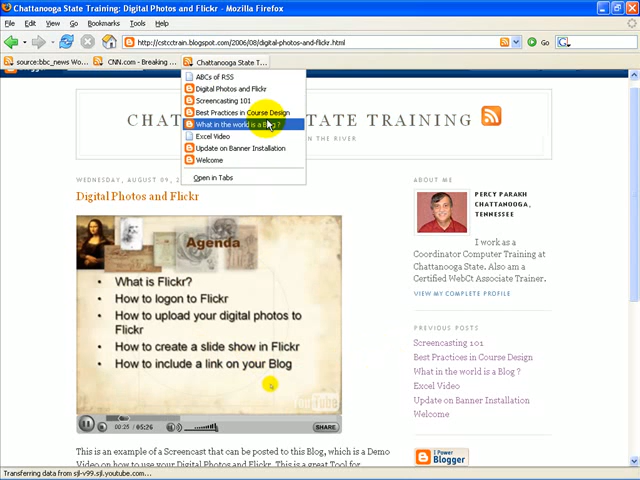 Chattanooga State Training: Digital Photos and Flickr - Mozilla Firefox
File Edit View Go Bookmarks Tools Help
http://cstcctrain.blogspot.com/2006/08/digital-photos-and-flickr.html
Go
source:bbc_news Wo...
CNN.com - Breaking ...
Chattanooga State T...
ABCs of RSS
Digital Photos and Flickr
Screencasting 101
Best Practices in Course Design
What in the world is a Blog ?
Excel Video
Update on Banner Installation
Welcome
Open in Tabs
CHATT
STATE TRAINING
IN THE RIVER
WEDNESDAY, AUGUST 09, 2
Digital Photos and Flickr
Agenda
• What is Flickr?
• How to logon to Flickr
• How to upload your digital photos to
Flickr
• How to create a slide show in Flickr
• How to include a link on your Blog
YouTube
00:25 / 05:26
SHARE
This is an example of a Screencast that can be posted to this Blog, which is a Demo
Video on how to use your Digital Photos and Flickr. This is a great Tool for
ABOUT ME
PERCY PARAKH
CHATTANOOGA,
TENNESSEE
I work as a
Coordinator Computer Training at
Chattanooga State. Also am a
Certified WebCt Associate Trainer.
VIEW MY COMPLETE PROFILE
PREVIOUS POSTS
Screencasting 101
Best Practices in Course Design
What in the world is a Blog ?
Excel Video
Update on Banner Installation
Welcome
I Power
Blogger
Transferring data from sjl-v99.sjl.youtube.com...